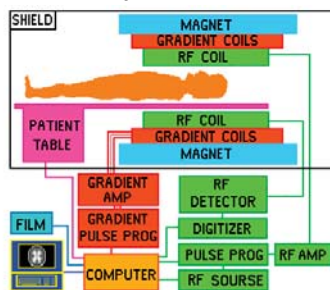 SHIELD
MAGNET
GRADIENT COILS
RF COIL
PATIENT
TABLE
RF COIL
GRADIENT COILS
MAGNET
GRADIENT
AMP
RF
DETECTOR
GRADIENT
PULSE PROG
DIGITIZER
FILM
PULSE PROG
RF AMP
COMPUTER
RF SOURSE